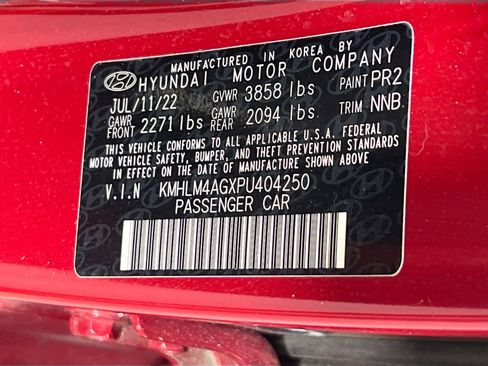 MANUFACTURED IN KOREA BY
HYUNDAI MOTOR COMPANY
JUL/11/22 GVWR 3858 lbs PAINT PR2
GAWR FRONT 2271 lbs GAWR REAR 2094 lbs TRIM NNB
THIS VEHICLE CONFORMS TO ALL APPLICABLE U.S.A. FEDERAL
MOTOR VEHICLE SAFETY, BUMPER, AND THEFT PREVENTION STANDARDS
IN EFFECT ON THE DATE OF MANUFACTURE SHOWN ABOVE.
V.I.N KMHLM4AGXPU404250
PASSENGER CAR